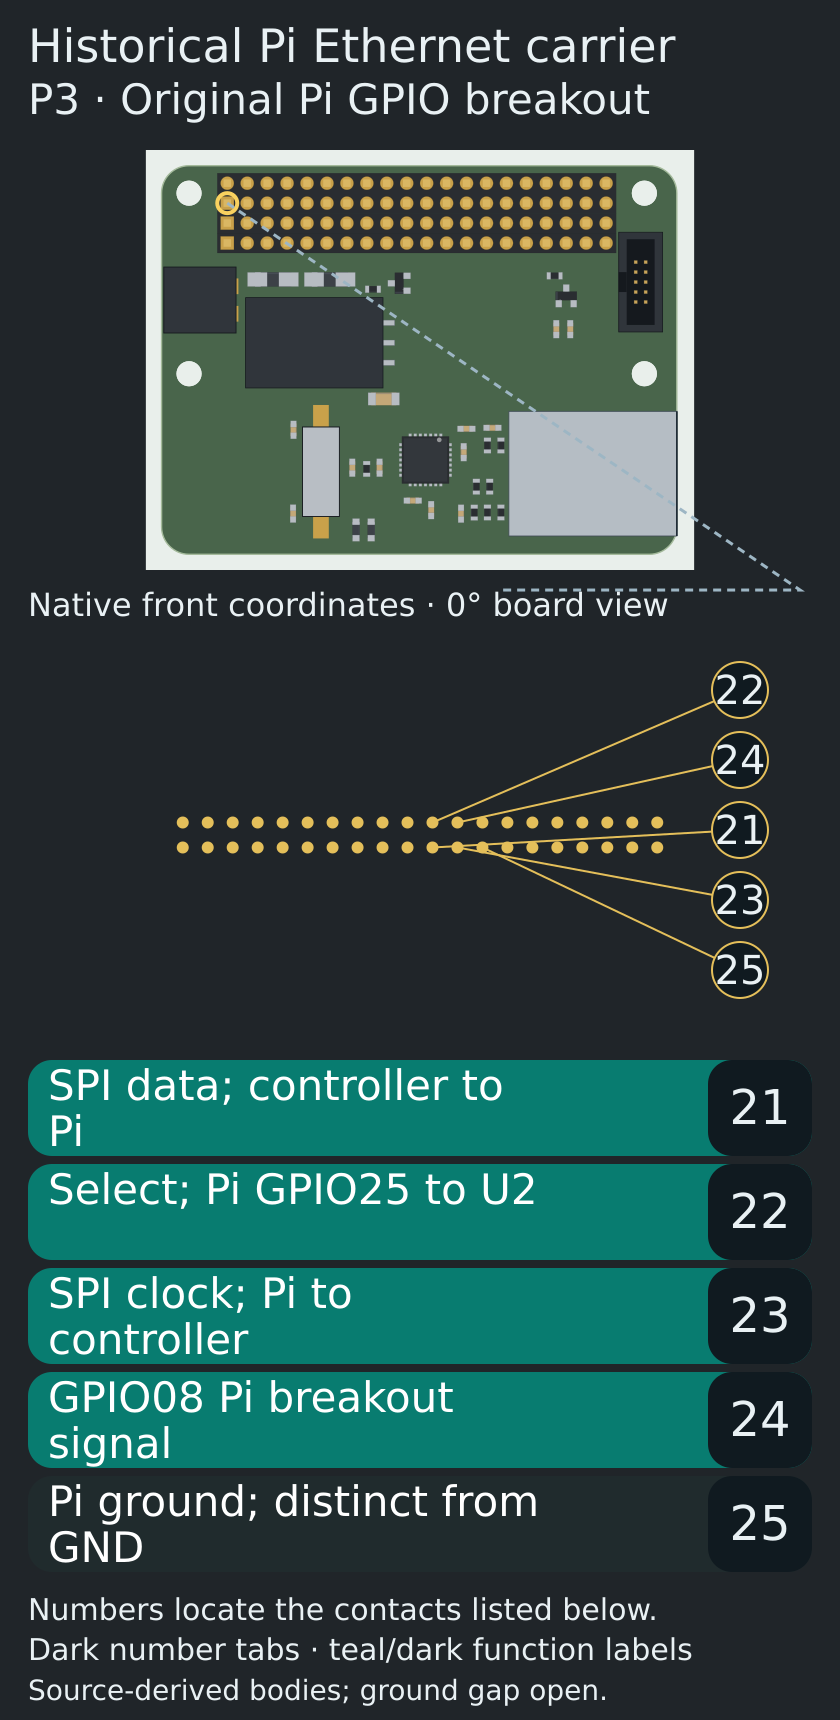 Historical Pi Ethernet carrier
P3 · Original Pi GPIO breakout
Native front coordinates · 0° board view
22
24
21
23
25
SPI data; controller to
Pi
21
Select; Pi GPIO25 to U2
22
SPI clock; Pi to
controller
23
GPIO08 Pi breakout
signal
24
Pi ground; distinct from
GND
25
Numbers locate the contacts listed below.
Dark number tabs · teal/dark function labels
Source-derived bodies; ground gap open.